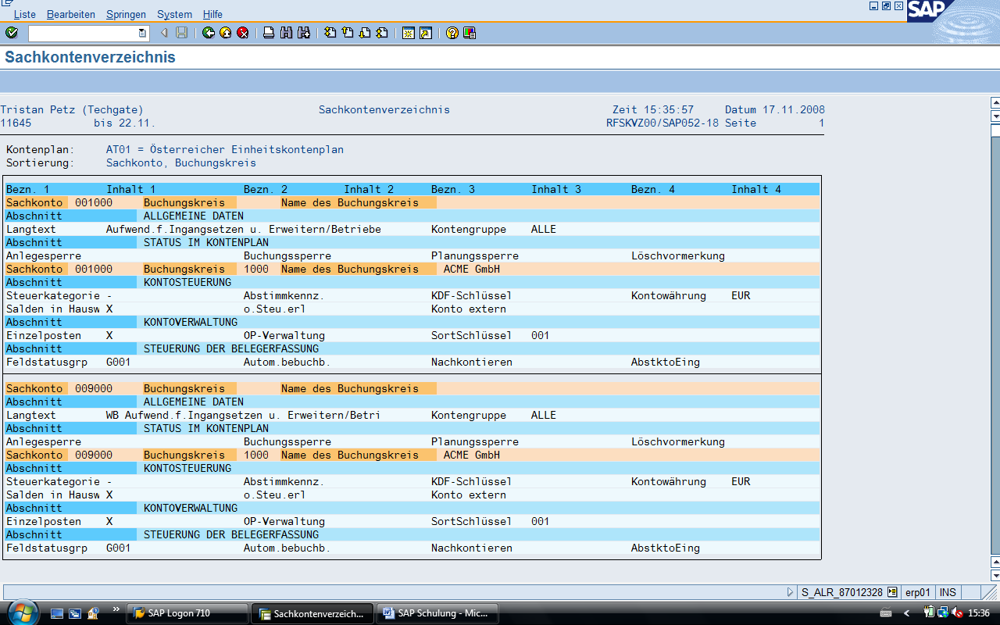 Liste Bearbeiten Springen System Hilfe
SAP
Sachkontenverzeichnis
Tristan Petz (Techgate) Sachkontenverzeichnis Zeit 15:35:57 Datum 17.11.2008
11645 bis 22.11. RFSKVZ00/SAP052-18 Seite 1
Kontenplan: AT01 = Österreicher Einheitskontenplan
Sortierung: Sachkonto, Buchungskreis
Bezn. 1 Inhalt 1 Bezn. 2 Inhalt 2 Bezn. 3 Inhalt 3 Bezn. 4 Inhalt 4
Sachkonto 001000 Buchungskreis Name des Buchungskreis
Abschnitt ALLGEMEINE DATEN
Langtext Aufwend.f.Ingangsetzen u. Erweitern/Betriebe Kontengruppe ALLE
Abschnitt STATUS IM KONTENPLAN
Anlegesperre Buchungssperre Planungssperre Löschvormerkung
Sachkonto 001000 Buchungskreis 1000 Name des Buchungskreis ACME GmbH
Abschnitt KONTOSTEUERUNG
Steuerkategorie - Abstimmkennz. KDF-Schlüssel Kontowährung EUR
Salden in Hausw X o.Steu.erl Konto extern
Abschnitt KONTOVERWALTUNG
Einzelposten X OP-Verwaltung SortSchlüssel 001
Abschnitt STEUERUNG DER BELEGERFASSUNG
Feldstatusgrp G001 Autom.bebuchb. Nachkontieren AbstktoEing
Sachkonto 009000 Buchungskreis Name des Buchungskreis
Abschnitt ALLGEMEINE DATEN
Langtext WB Aufwend.f.Ingangsetzen u. Erweitern/Betri Kontengruppe ALLE
Abschnitt STATUS IM KONTENPLAN
Anlegesperre Buchungssperre Planungssperre Löschvormerkung
Sachkonto 009000 Buchungskreis 1000 Name des Buchungskreis ACME GmbH
Abschnitt KONTOSTEUERUNG
Steuerkategorie - Abstimmkennz. KDF-Schlüssel Kontowährung EUR
Salden in Hausw X o.Steu.erl Konto extern
Abschnitt KONTOVERWALTUNG
Einzelposten X OP-Verwaltung SortSchlüssel 001
Abschnitt STEUERUNG DER BELEGERFASSUNG
Feldstatusgrp G001 Autom.bebuchb. Nachkontieren AbstktoEing
S_ALR_87012328 erp01 INS
SAP Logon 710 Sachkontenverzeich... SAP Schulung - Mic... 15:36